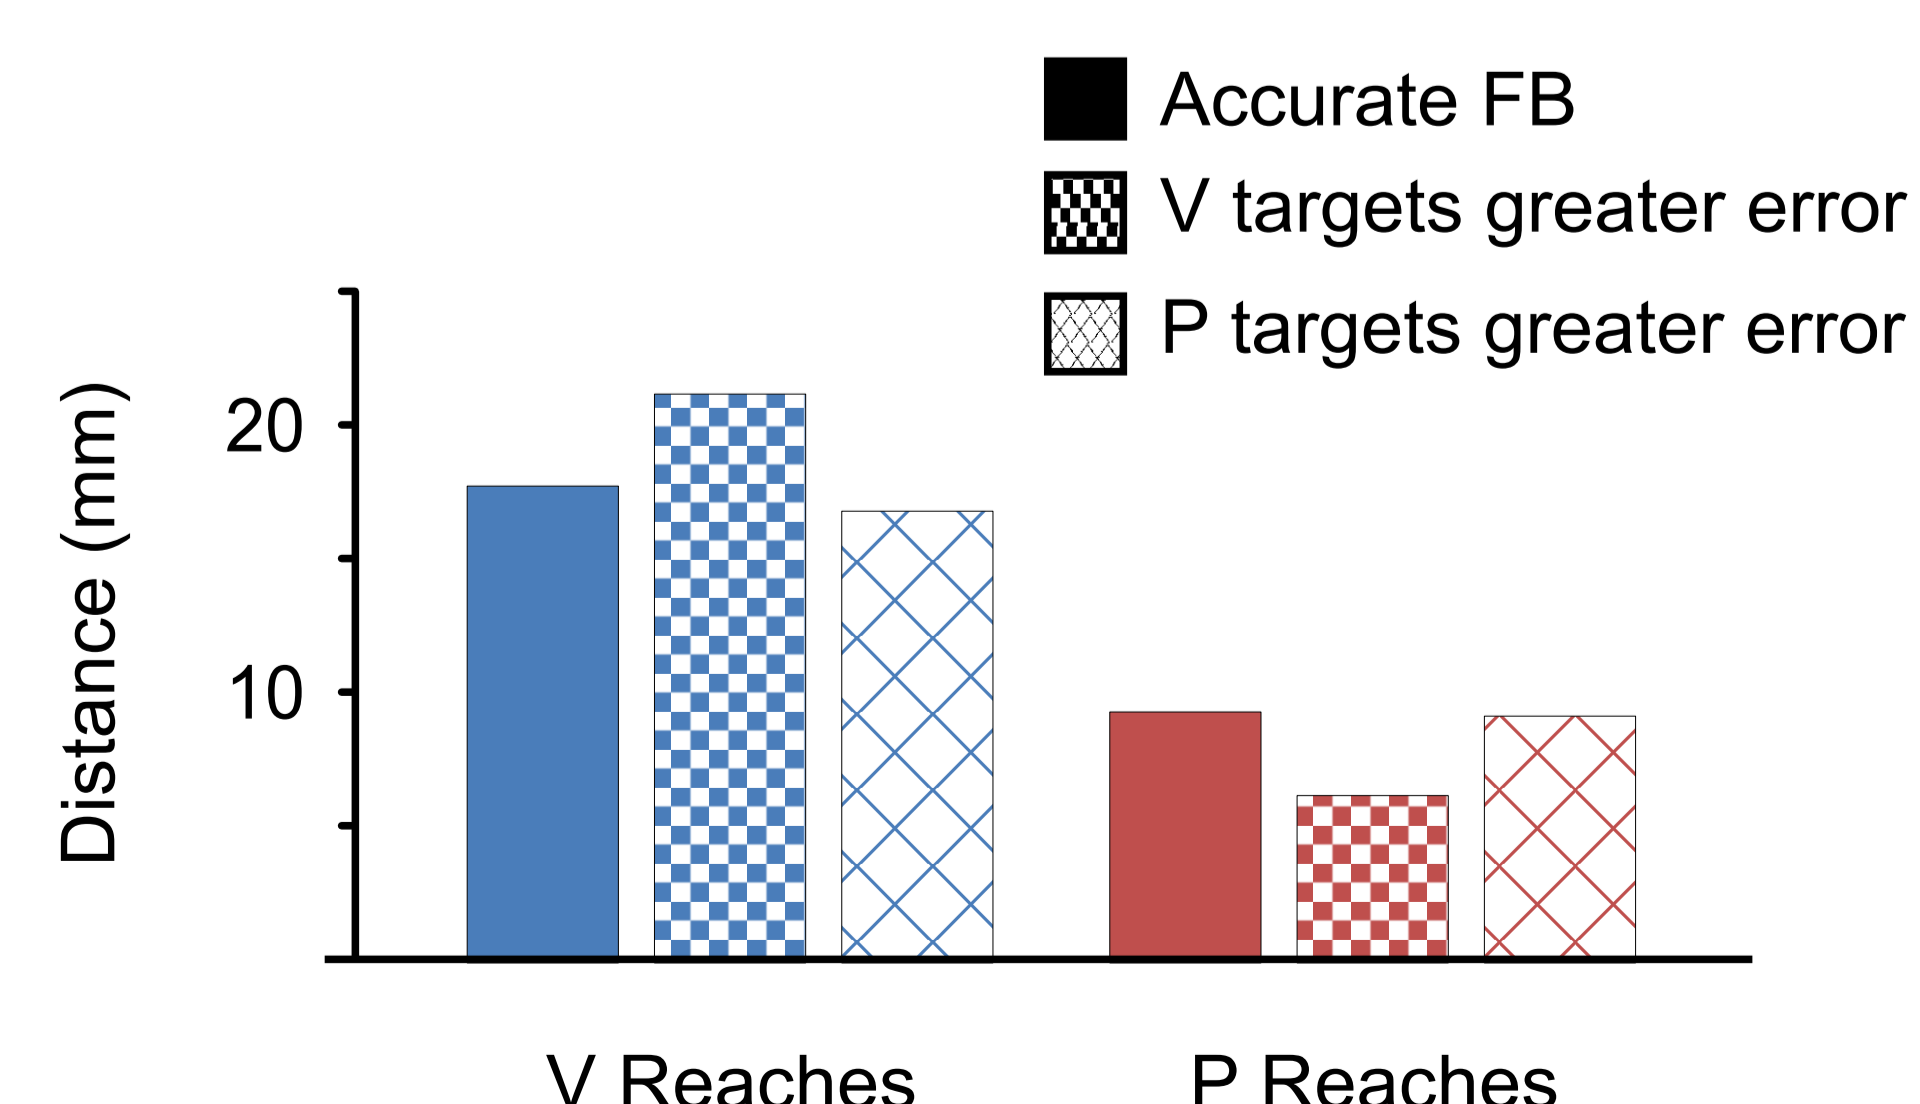 Accurate FB
V targets greater error
P targets greater error
Distance (mm)
20
10
V Reaches
P Reaches